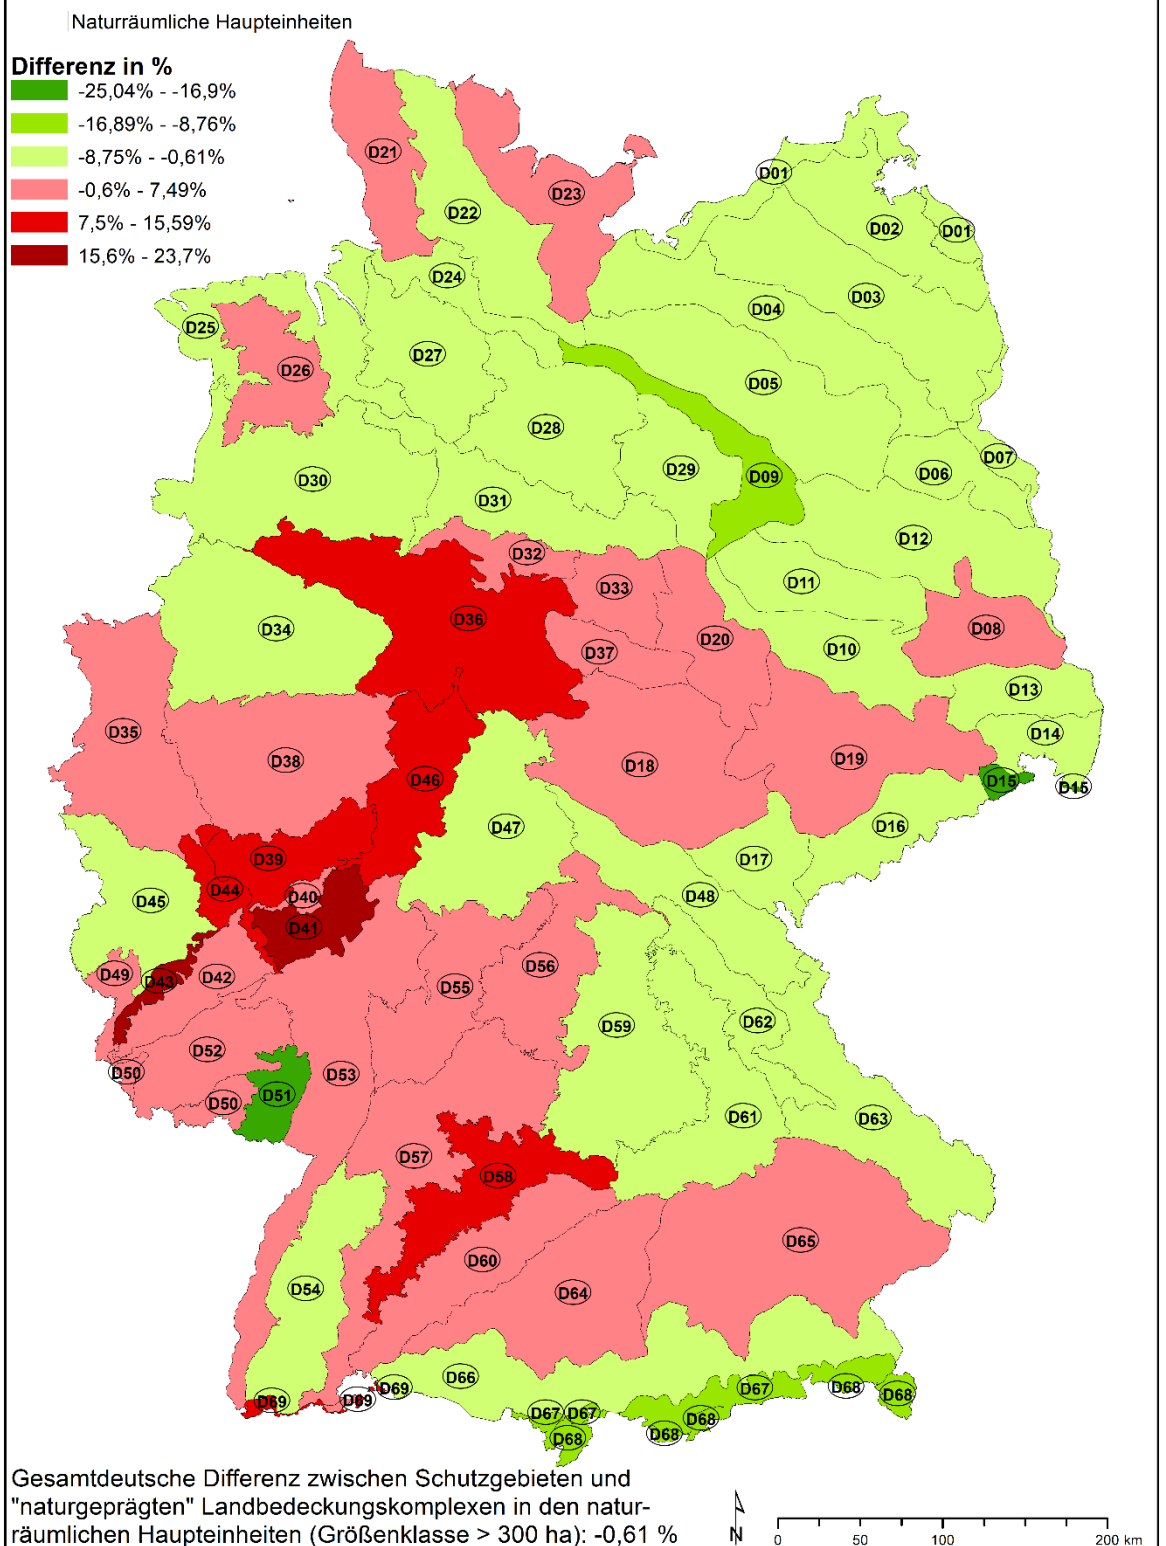 Naturräumliche Haupteinheiten
Differenz in %
-25,04% - -16,9%
-16,89% - -8,76%
-8,75% - -0,61%
-0,6% - 7,49%
7,5% - 15,59%
15,6% - 23,7%
D21
D01
D23
D22
D02
D01
D24
D03
D04
D25
D27
D26
D05
D28
D07
D29
D06
D09
D30
D31
D12
D32
D11
D33
D36
D34
D08
D20
D10
D37
D13
D35
D14
D38
D19
D18
D46
D15
D15
D47
D16
D39
D17
D44
D40
D48
D45
D41
D56
D49
D42
D43
D55
D62
D59
D52
D50
D53
D51
D50
D61
D63
D57
D58
D65
D60
D54
D64
D66
D69
D67
D68
D68
D69
D69
D67
D67
D68
D68
D68
Gesamtdeutsche Differenz zwischen Schutzgebieten und
"naturgeprägten" Landbedeckungskomplexen in den natur-
räumlichen Haupteinheiten (Größenklasse > 300 ha): -0,61 %
N
0 50 100 200 km